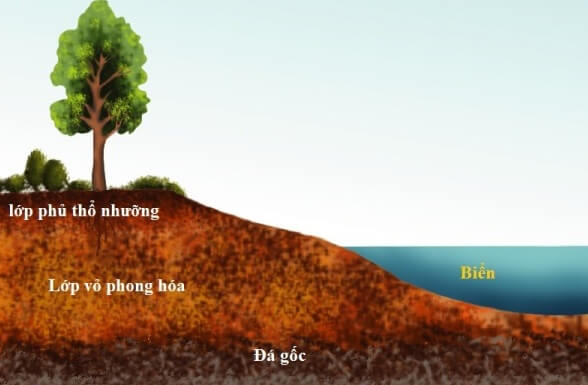 lớp phủ thổ nhưỡng
Lớp vỏ phong hóa
Biển
Đá gốc